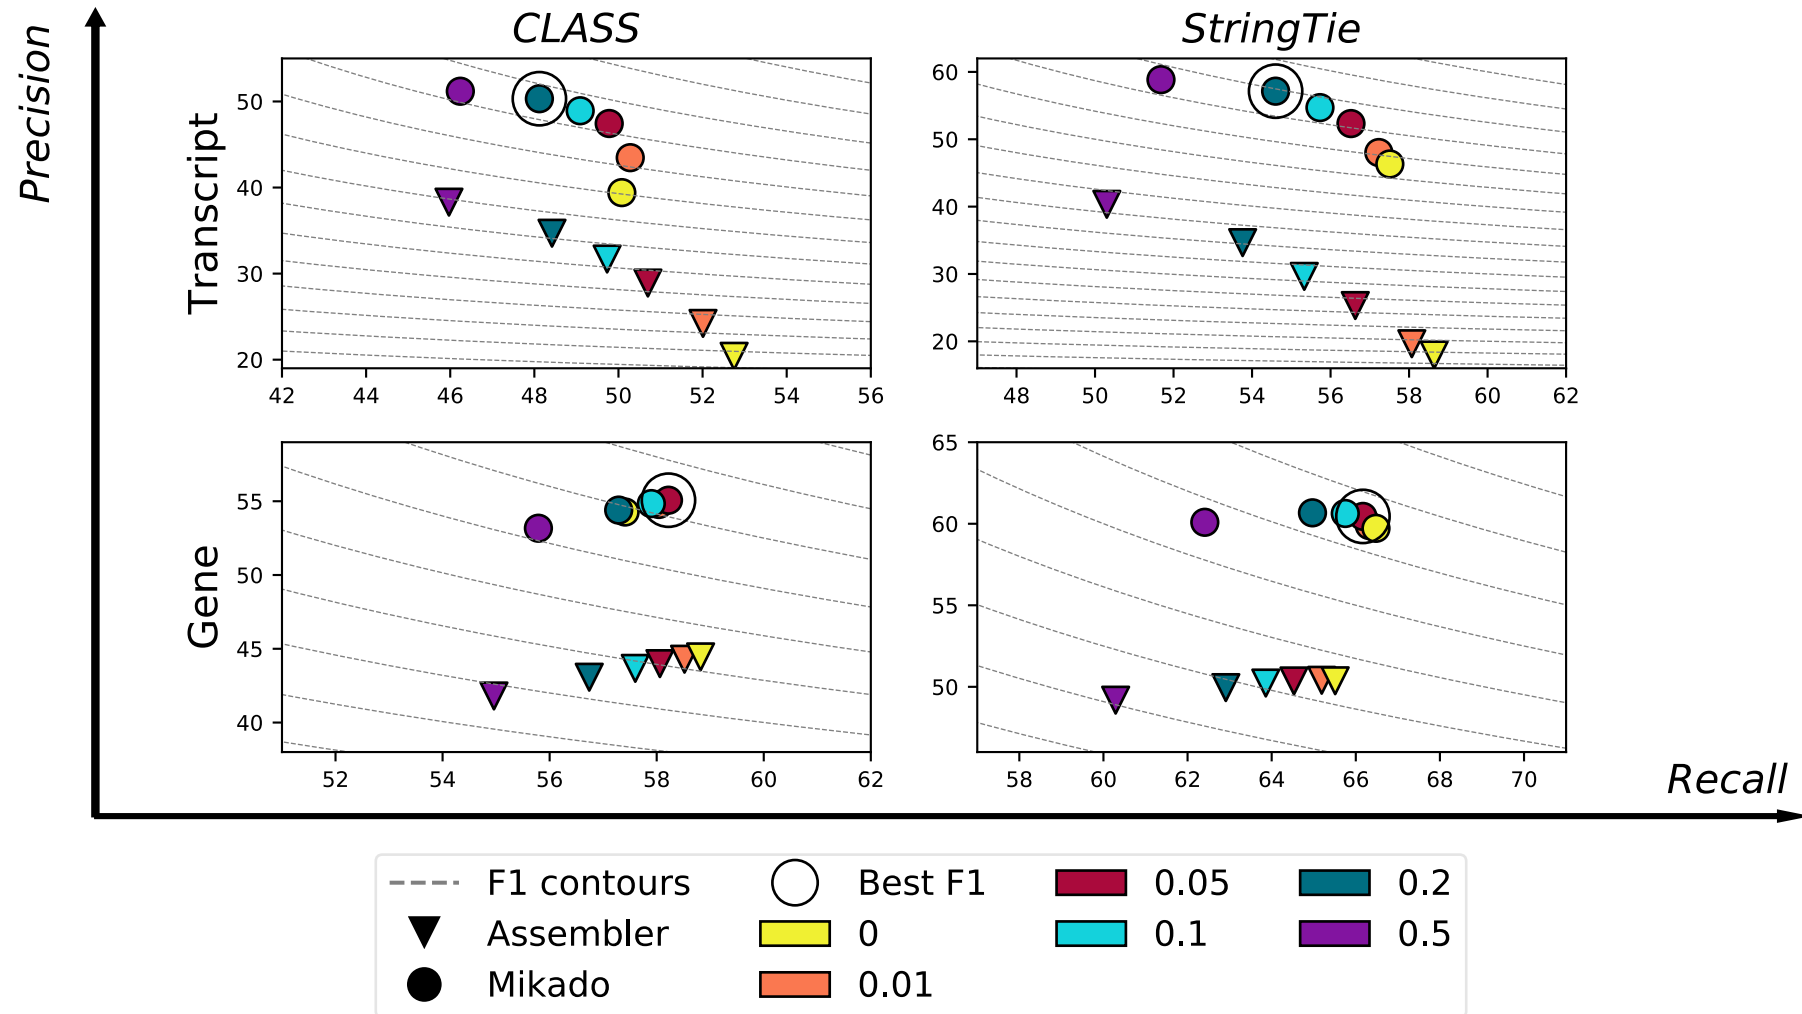 CLASS
StringTie
Precision
Transcript
50
40
30
20
42 44 46 48 50 52 54 56
60
50
40
30
20
48 50 52 54 56 58 60 62
Gene
55
50
45
40
52 54 56 58 60 62
65
60
55
50
58 60 62 64 66 68 70
Recall
F1 contours Best F1 0.05 0.2
Assembler 0 0.1 0.5
Mikado 0.01